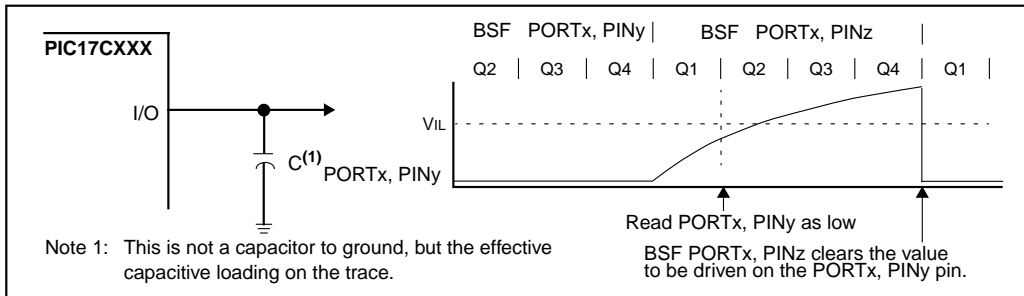 PIC17CXXX
I/O
C(1)
BSF PORTx, PINy | BSF PORTx, PINz |
Q2 | Q3 | Q4 | Q1 | Q2 | Q3 | Q4 | Q1 |
VIL
PORTx, PINy
Read PORTx, PINy as low
BSF PORTx, PINz clears the value
to be driven on the PORTx, PINy pin.
Note 1: This is not a capacitor to ground, but the effective
capacitive loading on the trace.